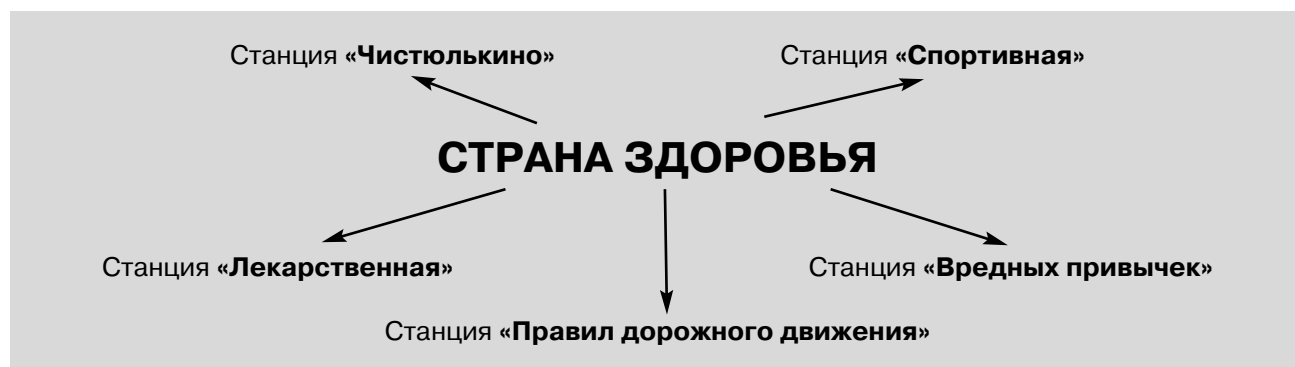 Станция «Чистюлькино»
Станция «Спортивная»
СТРАНА ЗДОРОВЬЯ
Станция «Лекарственная»
Станция «Вредных привычек»
Станция «Правил дорожного движения»